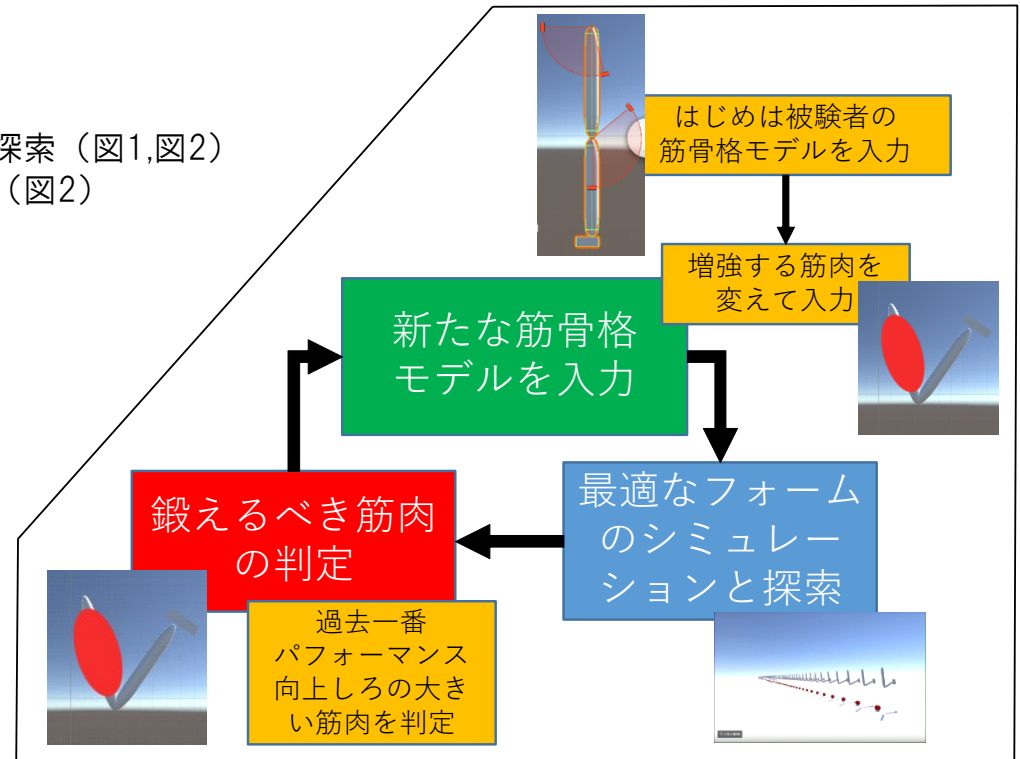 探索（図1,図2）
（図2）
はじめは被験者の
筋骨格モデルを入力
増強する筋肉を
変えて入力
新たな筋骨格
モデルを入力
最適なフォーム
のシミュレー
ションと探索
鍛えるべき筋肉
の判定
過去一番
パフォーマンス
向上しろの大き
い筋肉を判定